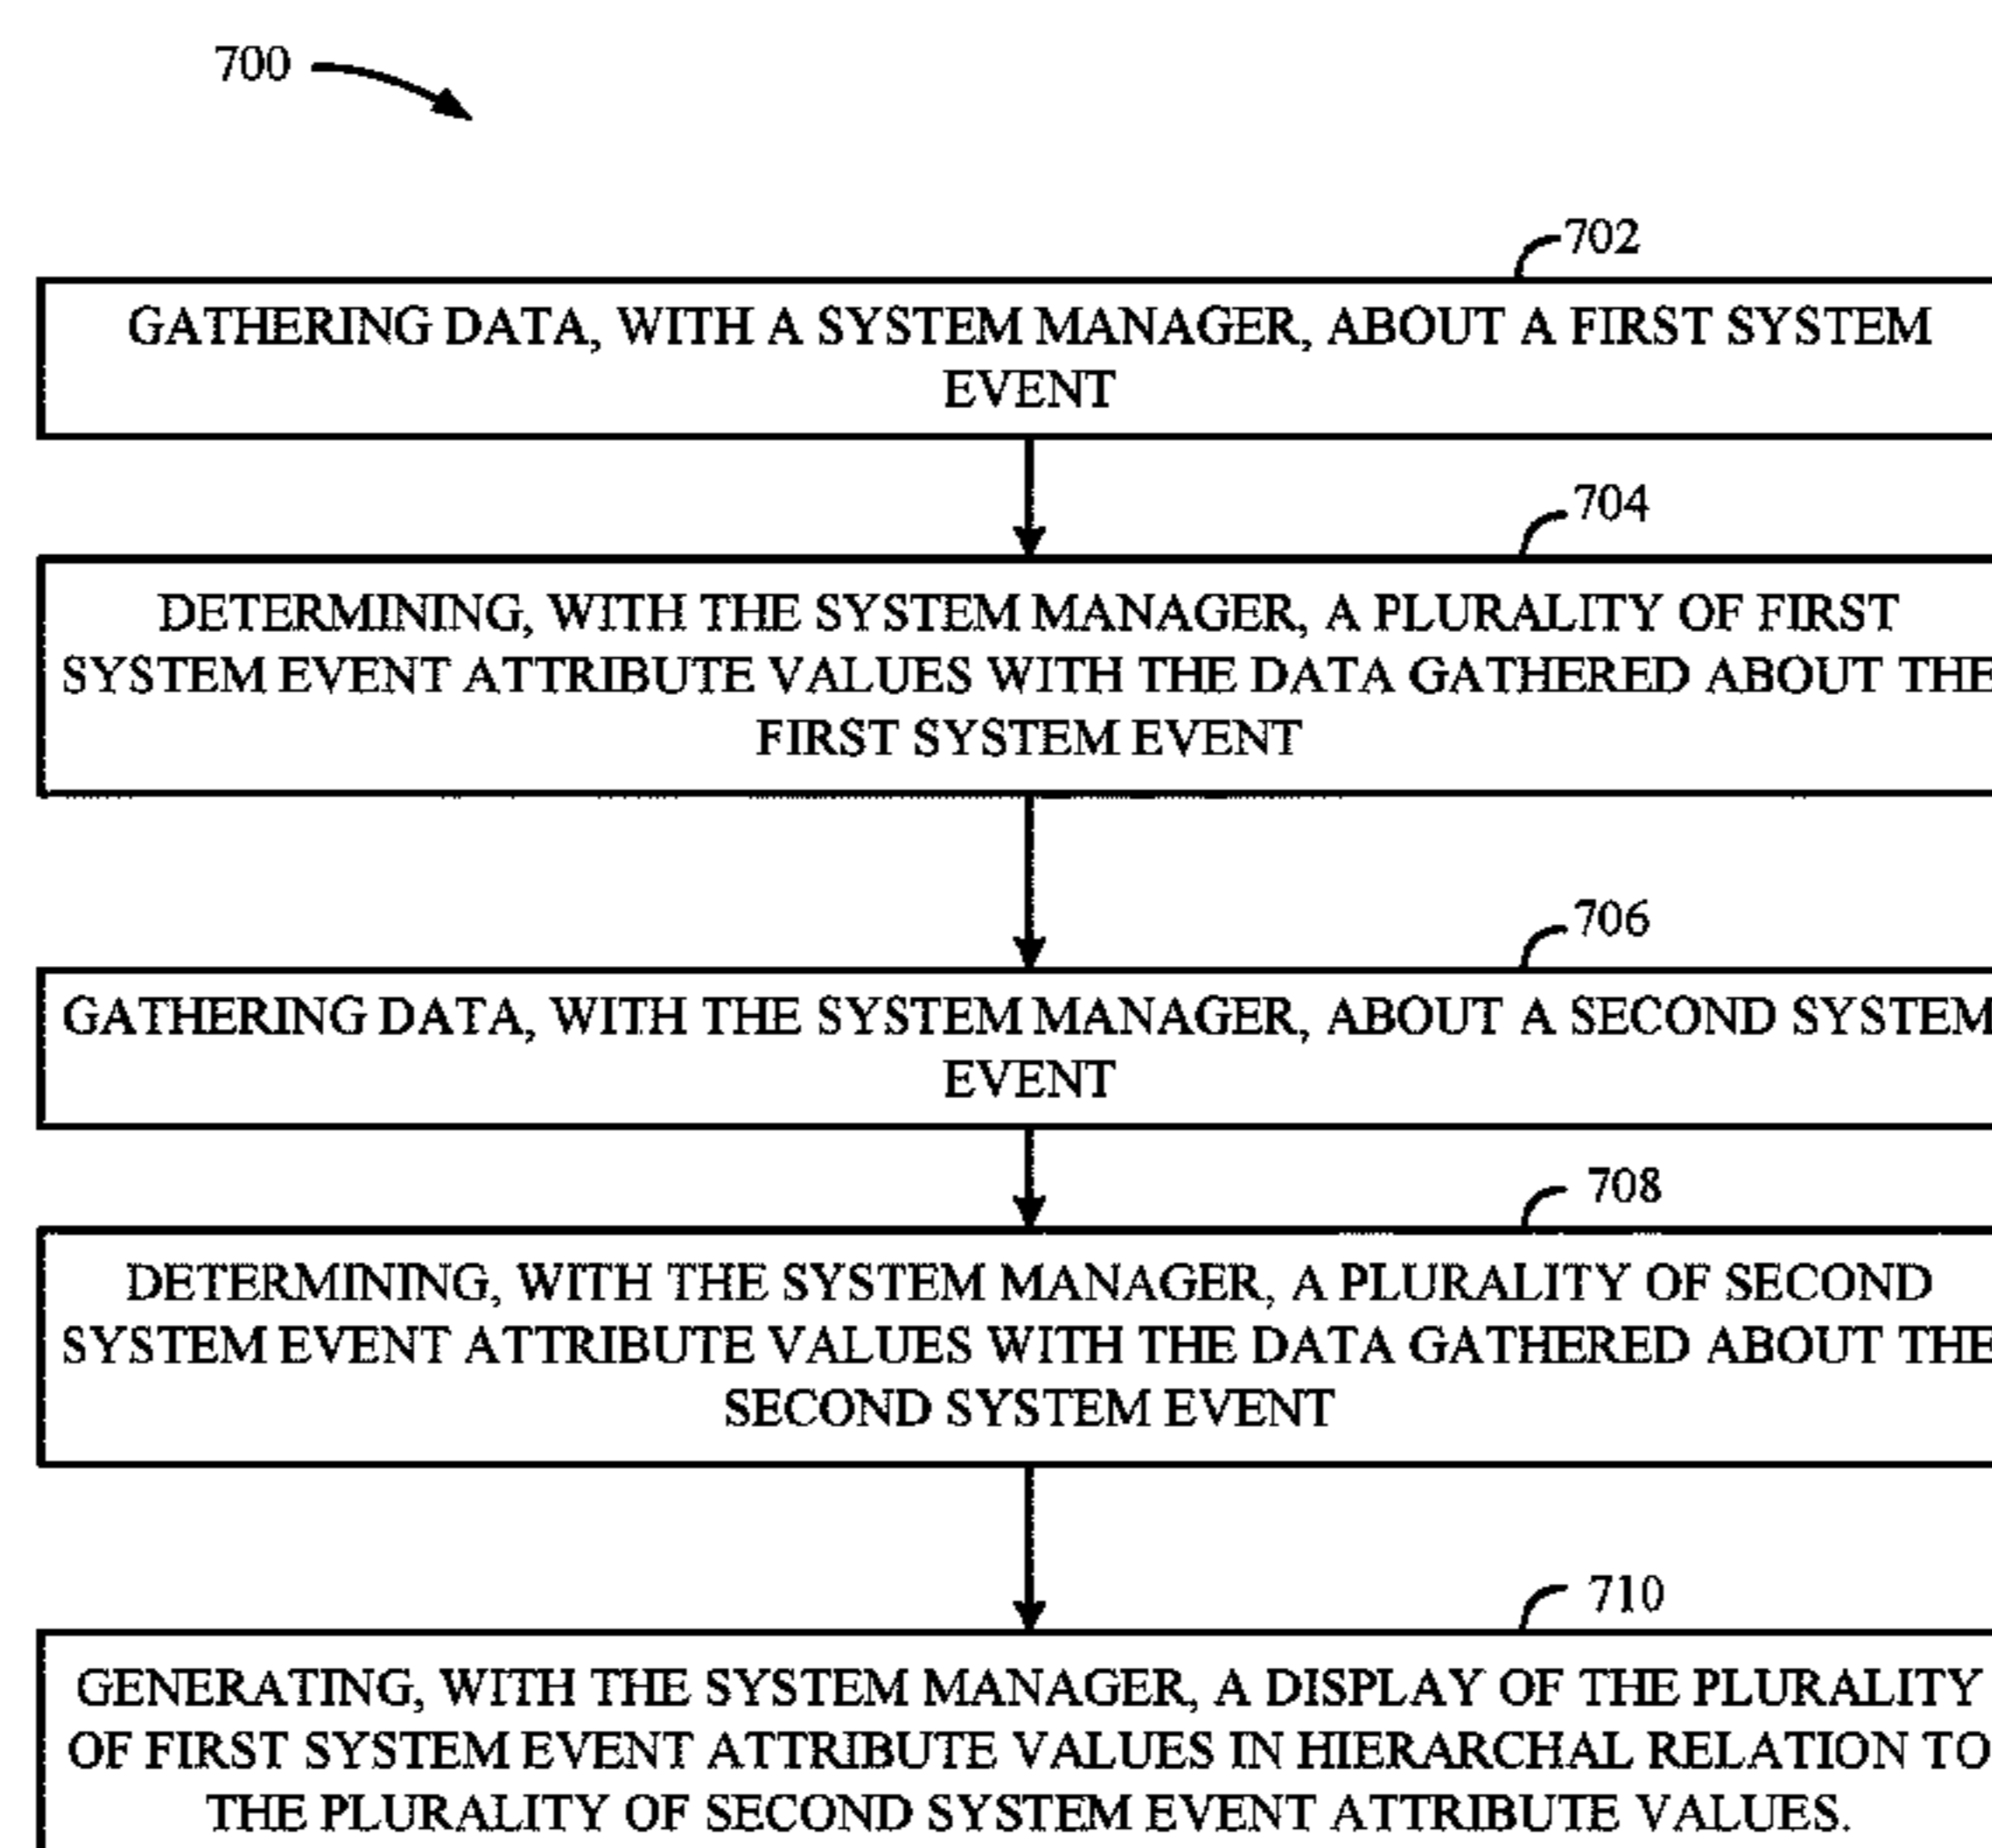 700
702
GATHERING DATA, WITH A SYSTEM MANAGER, ABOUT A FIRST SYSTEM
EVENT
704
DETERMINING, WITH THE SYSTEM MANAGER, A PLURALITY OF FIRST
SYSTEM EVENT ATTRIBUTE VALUES WITH THE DATA GATHERED ABOUT THE
FIRST SYSTEM EVENT
706
GATHERING DATA, WITH THE SYSTEM MANAGER, ABOUT A SECOND SYSTEM
EVENT
708
DETERMINING, WITH THE SYSTEM MANAGER, A PLURALITY OF SECOND
SYSTEM EVENT ATTRIBUTE VALUES WITH THE DATA GATHERED ABOUT THE
SECOND SYSTEM EVENT
710
GENERATING, WITH THE SYSTEM MANAGER, A DISPLAY OF THE PLURALITY
OF FIRST SYSTEM EVENT ATTRIBUTE VALUES IN HIERARCHAL RELATION TO
THE PLURALITY OF SECOND SYSTEM EVENT ATTRIBUTE VALUES.